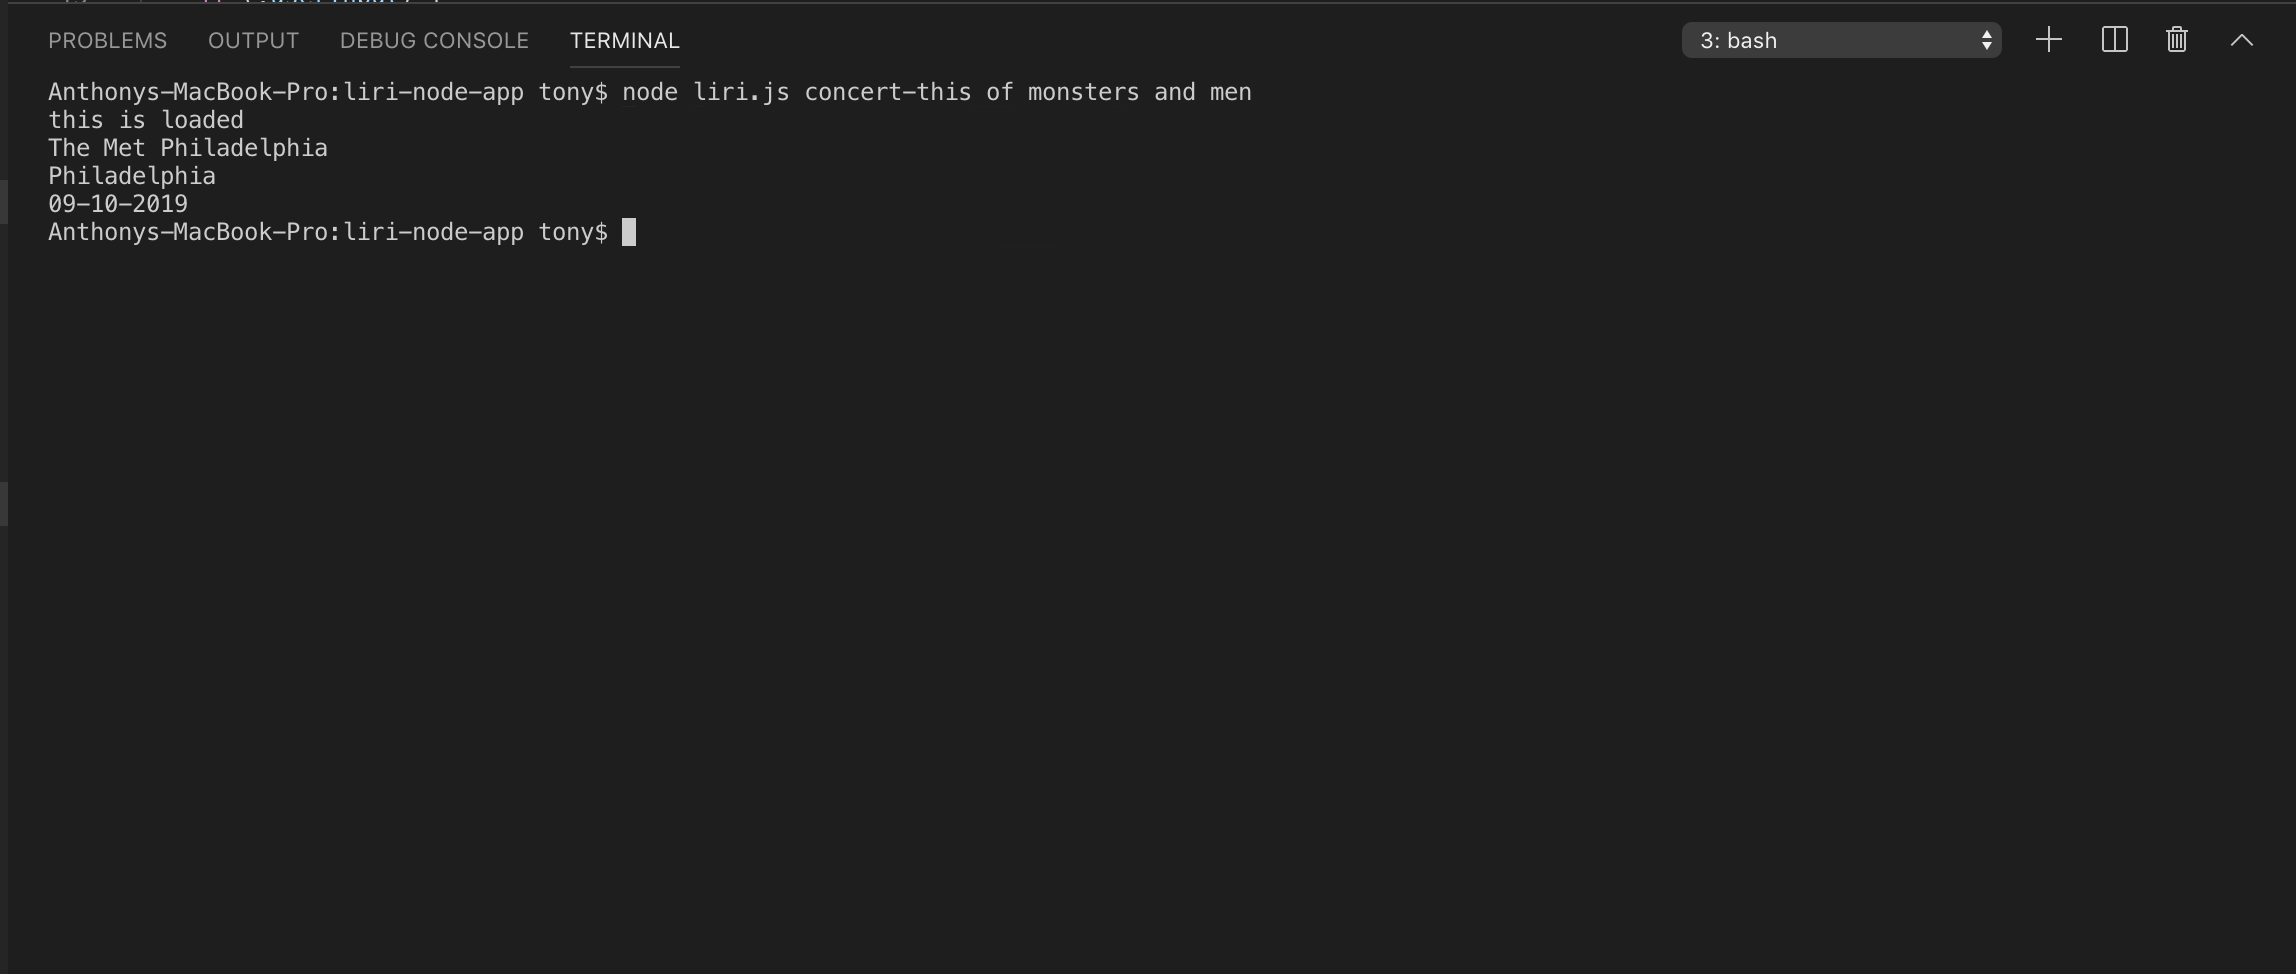 PROBLEMS OUTPUT DEBUG CONSOLE TERMINAL 3: bash
Anthonys-MacBook-Pro:liri-node-app tony$ node liri.js concert-this of monsters and men
this is loaded
The Met Philadelphia
Philadelphia
09-10-2019
Anthonys-MacBook-Pro:liri-node-app tony$